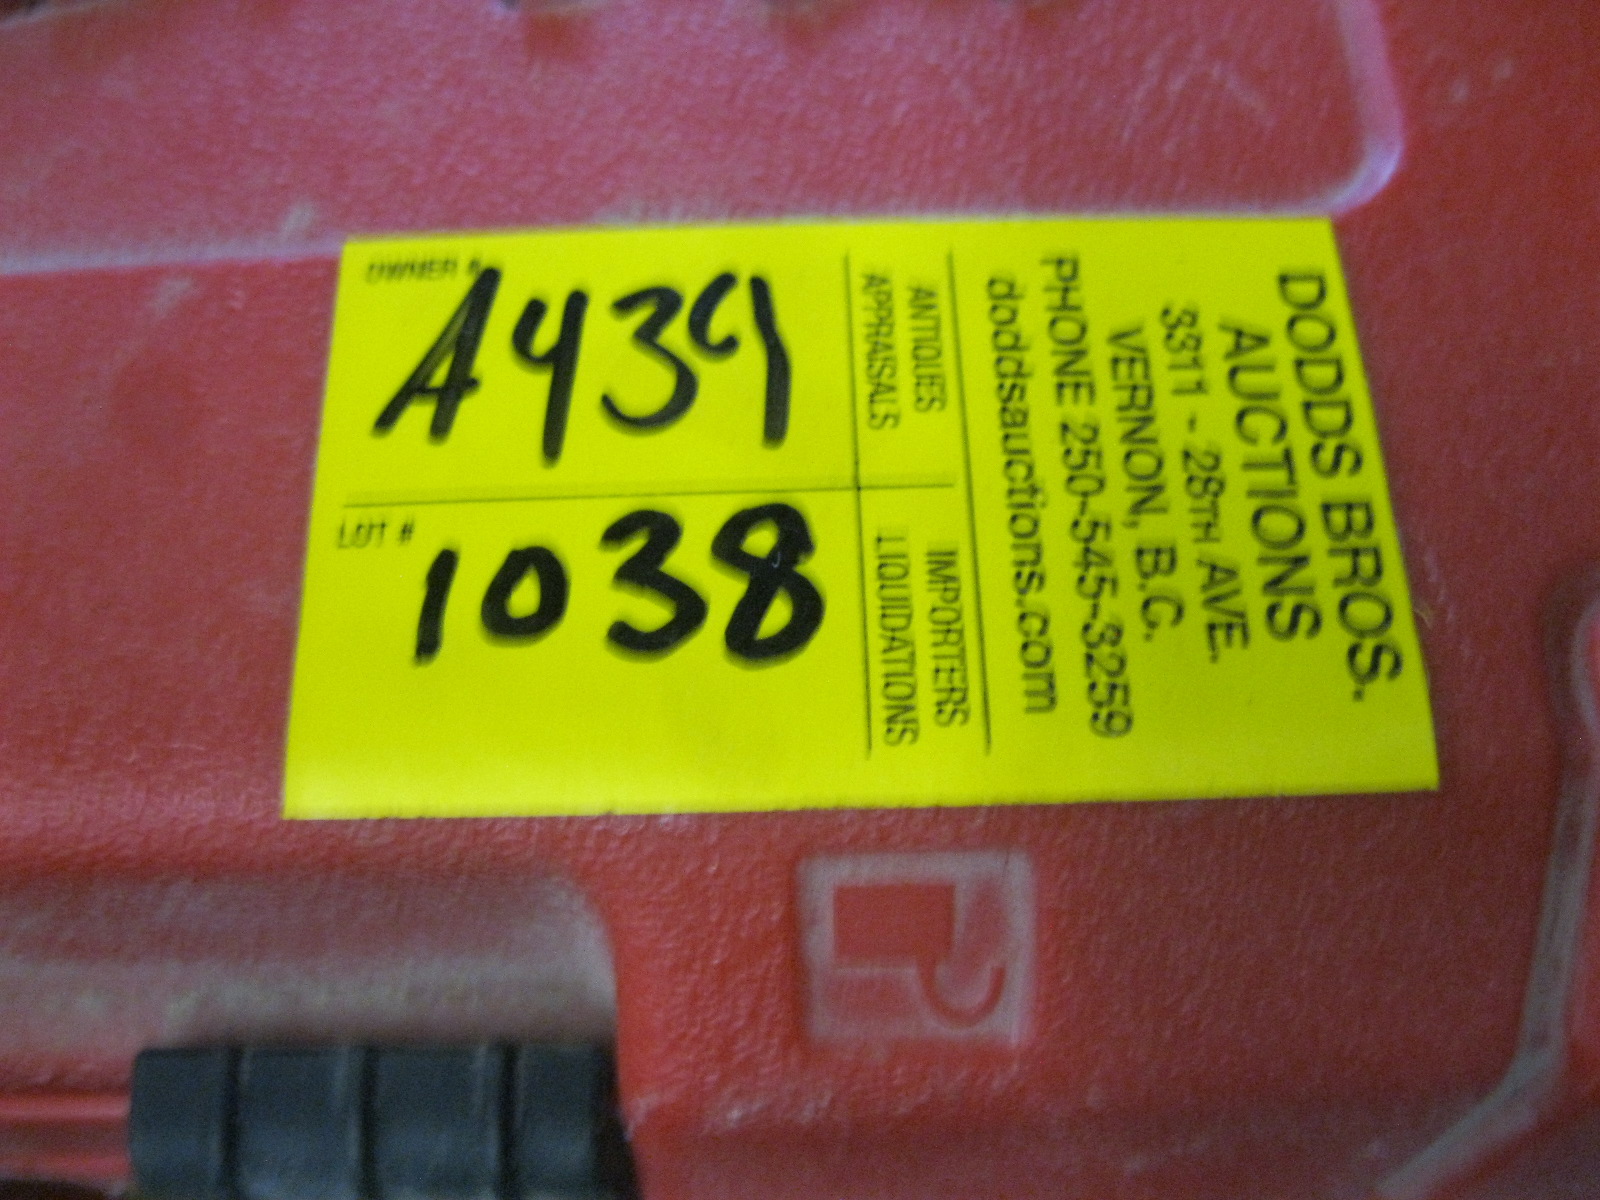 OWNER #
A439
LOT #
1038
DODDS BROS.
AUCTIONS
3311 - 28TH AVE.
VERNON, B.C.
PHONE 250-545-3259
doddsauctions.com
ANTIQUES IMPORTERS
APPRAISALS LIQUIDATIONS